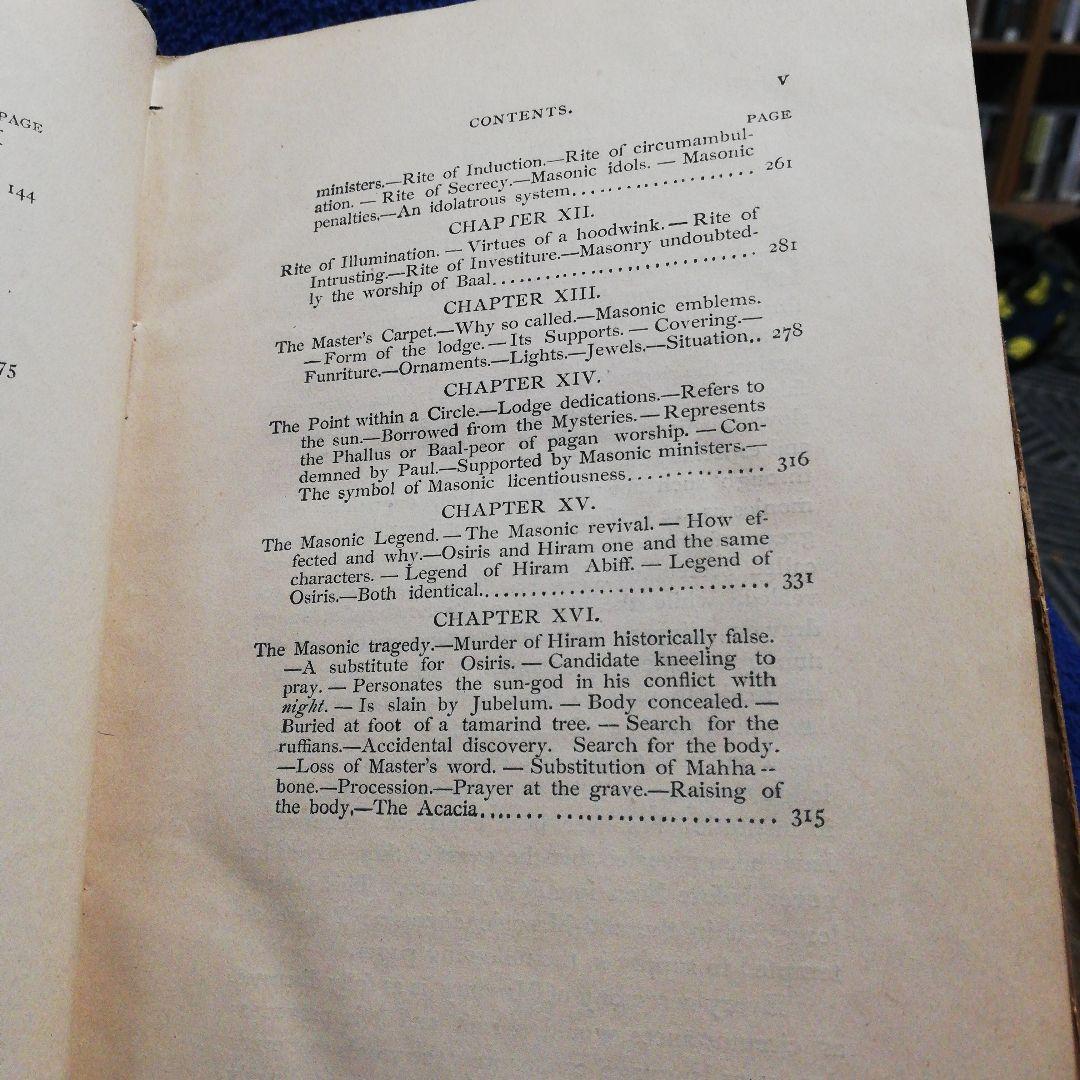 PAGE
144
75
v
CONTENTS.
PAGE
ministers.—Rite of Induction.—Rite of circumambul-
ation. — Rite of Secrecy.—Masonic idols. — Masonic
penalties.—An idolatrous system.................... 261
CHAPTER XII.
Rite of Illumination. — Virtues of a hoodwink. — Rite of
Intrusting.—Rite of Investiture.—Masonry undoubted-
ly the worship of Baal............................. 281
CHAPTER XIII.
The Master's Carpet.—Why so called.—Masonic emblems.
—Form of the lodge.—Its Supports. — Covering.—
Funriture.—Ornaments.—Lights.—Jewels.—Situation.. 278
CHAPTER XIV.
The Point within a Circle.—Lodge dedications.—Refers to
the sun.—Borrowed from the Mysteries. — Represents
the Phallus or Baal-peor of pagan worship. — Con-
demned by Paul.—Supported by Masonic ministers.—
The symbol of Masonic licentiousness.............. 316
CHAPTER XV.
The Masonic Legend. — The Masonic revival. — How ef-
fected and why.—Osiris and Hiram one and the same
characters. — Legend of Hiram Abiff. — Legend of
Osiris.—Both identical............................... 331
CHAPTER XVI.
The Masonic tragedy.—Murder of Hiram historically false.
—A substitute for Osiris. — Candidate kneeling to
pray. — Personates the sun-god in his conflict with
night. — Is slain by Jubelum. — Body concealed. —
Buried at foot of a tamarind tree. — Search for the
ruffians.—Accidental discovery. Search for the body.
—Loss of Master's word. — Substitution of Mahha--
bone.—Procession.—Prayer at the grave.—Raising of
the body.—The Acacia....... ..................... 315